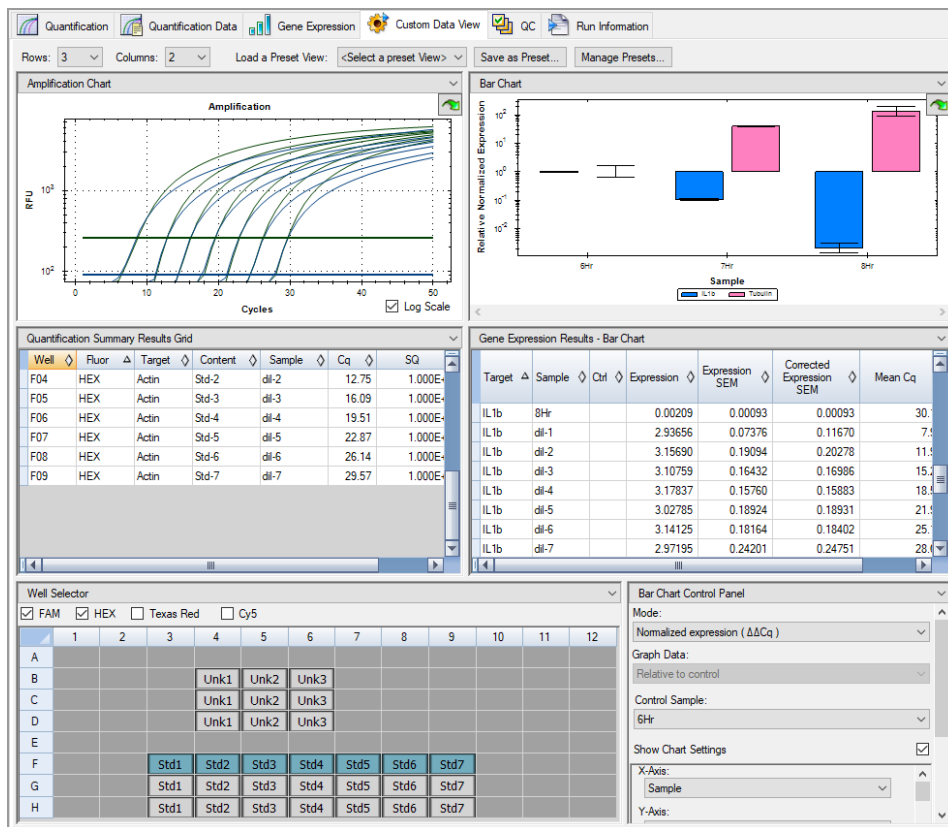 Quantification Quantification Data Gene Expression Custom Data View QC Run Information
Rows: 3 Columns: 2 Load a Preset View: <Select a preset View> Save as Preset... Manage Presets...
Amplification Chart
Amplification
10³
10²
RFU
0 10 20 30 40 50
Cycles
Log Scale
Bar Chart
Relative Normalized Expression
10²
10¹
10⁰
10⁻¹
10⁻²
6Hr 7Hr 8Hr
Sample
IL1b Tubulin
Quantification Summary Results Grid
Well Fluor Target Content Sample Cq SQ
F04 HEX Actin Std-2 dil-2 12.75 1.000E+
F05 HEX Actin Std-3 dil-3 16.09 1.000E+
F06 HEX Actin Std-4 dil-4 19.51 1.000E+
F07 HEX Actin Std-5 dil-5 22.87 1.000E+
F08 HEX Actin Std-6 dil-6 26.14 1.000E+
F09 HEX Actin Std-7 dil-7 29.57 1.000E+
Gene Expression Results - Bar Chart
Target Sample Ctrl Expression Expression SEM Corrected Expression SEM Mean Cq
IL1b 8Hr 0.00209 0.00093 0.00093 30.
IL1b dil-1 2.93656 0.07376 0.11670 7.
IL1b dil-2 3.15690 0.19094 0.20278 11.
IL1b dil-3 3.10759 0.16432 0.16986 15.
IL1b dil-4 3.17837 0.15760 0.15883 18.
IL1b dil-5 3.02785 0.18924 0.18931 21.
IL1b dil-6 3.14125 0.18164 0.18402 25.
IL1b dil-7 2.97195 0.24201 0.24751 28.
Well Selector
FAM HEX Texas Red Cy5
1 2 3 4 5 6 7 8 9 10 11 12
A
B Unk1 Unk2 Unk3
C Unk1 Unk2 Unk3
D Unk1 Unk2 Unk3
E
F Std1 Std2 Std3 Std4 Std5 Std6 Std7
G Std1 Std2 Std3 Std4 Std5 Std6 Std7
H Std1 Std2 Std3 Std4 Std5 Std6 Std7
Bar Chart Control Panel
Mode:
Normalized expression ( ΔΔCq )
Graph Data:
Relative to control
Control Sample:
6Hr
Show Chart Settings
X-Axis:
Sample
Y-Axis: